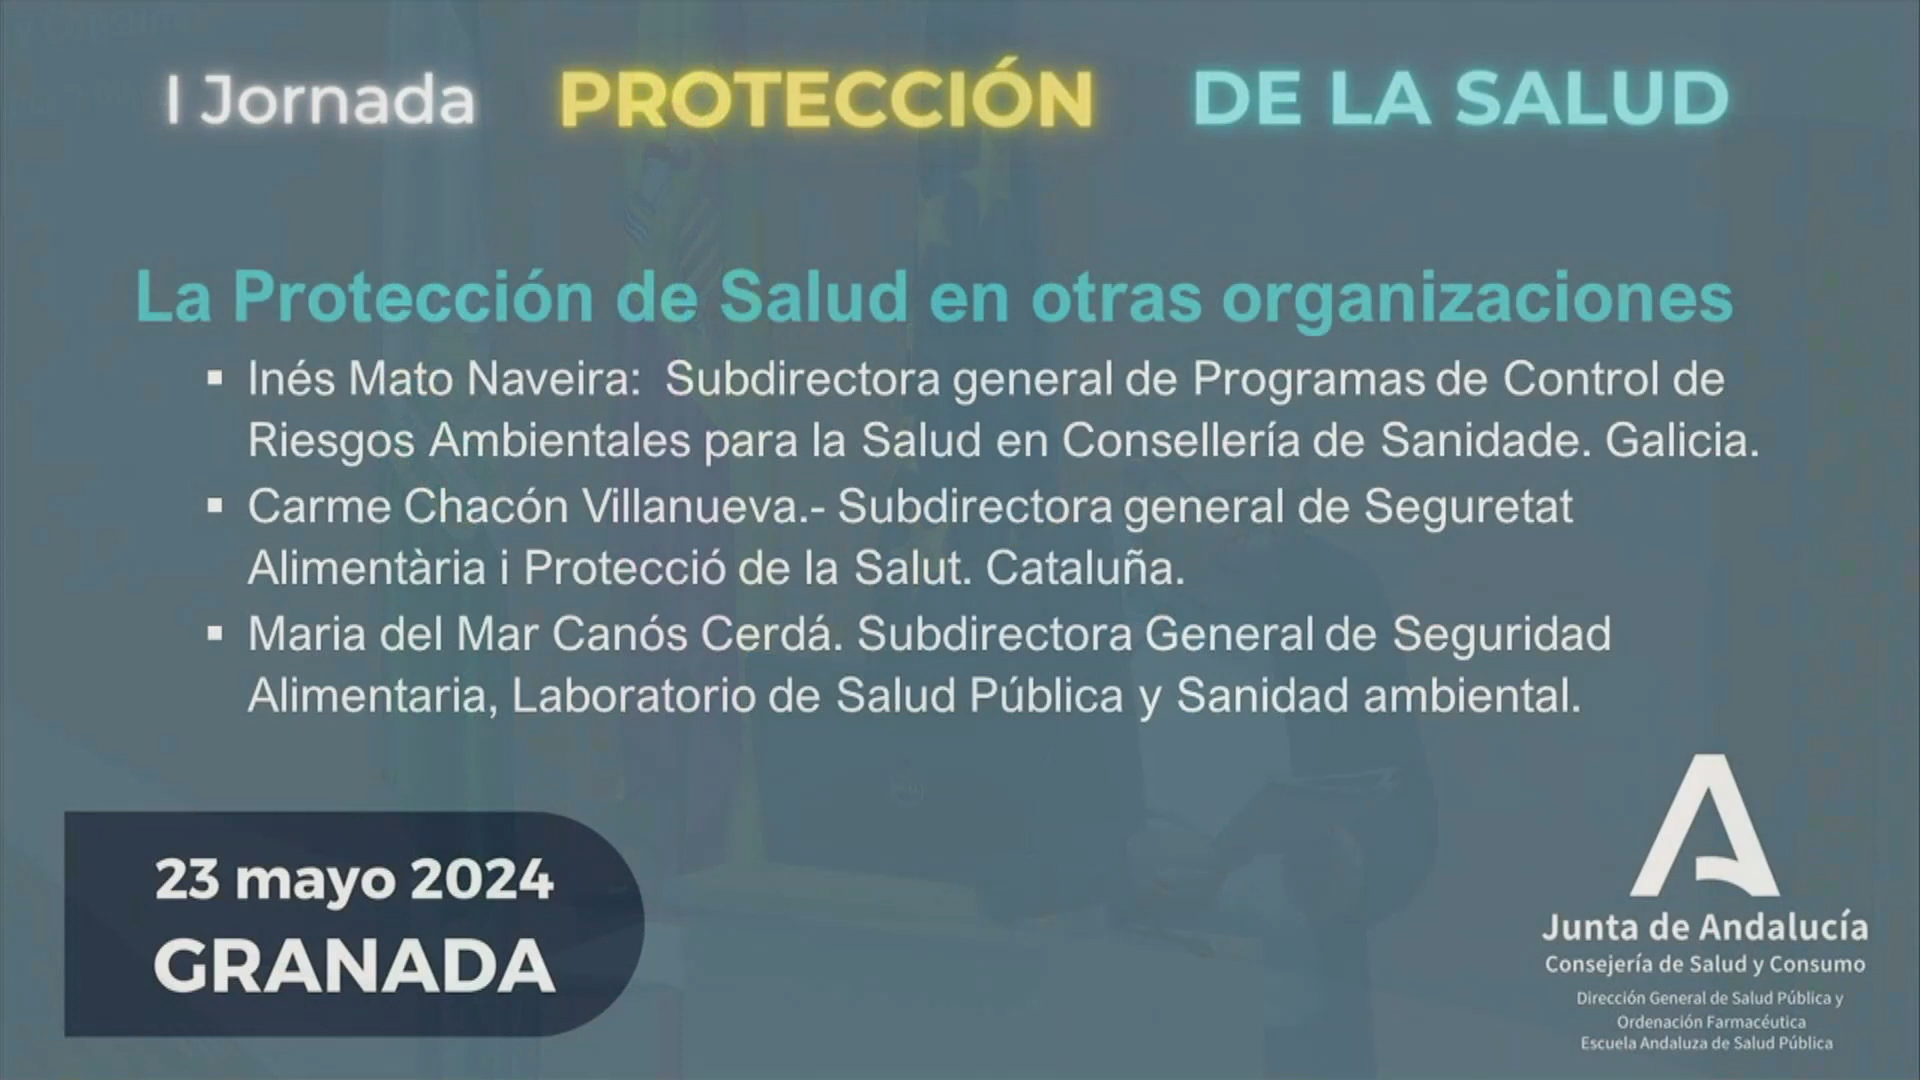 I Jornada PROTECCIÓN DE LA SALUD
La Protección de Salud en otras organizaciones
▪ Inés Mato Naveira: Subdirectora general de Programas de Control de
Riesgos Ambientales para la Salud en Consellería de Sanidade. Galicia.
▪ Carme Chacón Villanueva.- Subdirectora general de Seguretat
Alimentària i Protecció de la Salut. Cataluña.
▪ Maria del Mar Canós Cerdá. Subdirectora General de Seguridad
Alimentaria, Laboratorio de Salud Pública y Sanidad ambiental.
23 mayo 2024
GRANADA
Junta de Andalucía
Consejería de Salud y Consumo
Dirección General de Salud Pública y
Ordenación Farmacéutica
Escuela Andaluza de Salud Pública